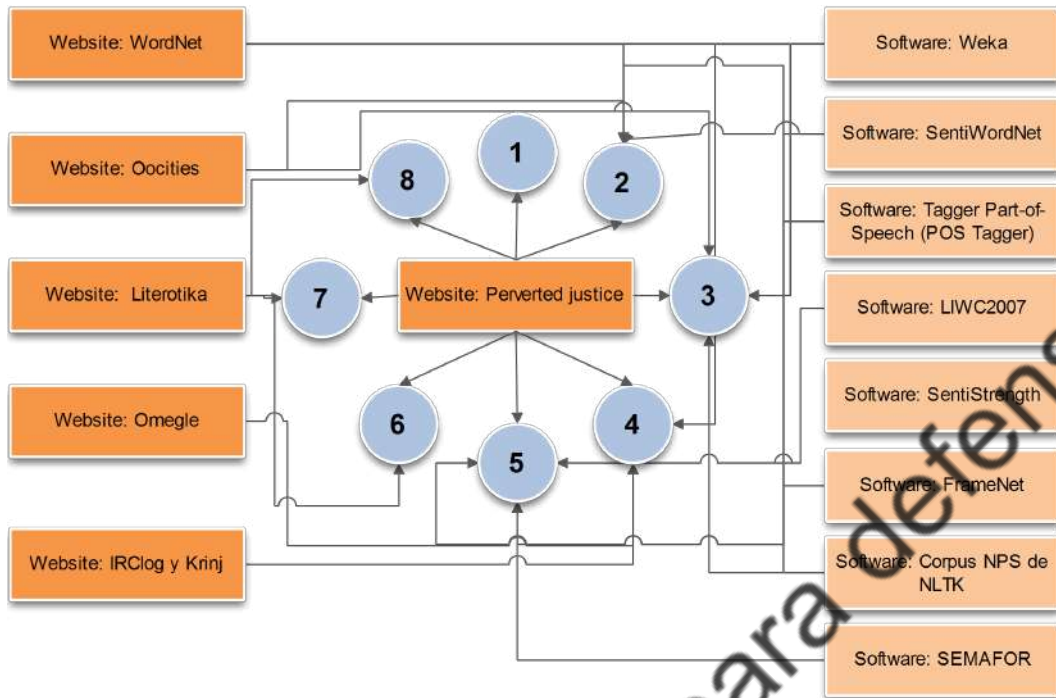 Website: WordNet
Software: Weka
Website: Oocities
Software: SentiWordNet
1
8
2
Software: Tagger Part-of-
Speech (POS Tagger)
Website: Literotika
7
Website: Perverted justice
3
Software: LIWC2007
Website: Omegle
6
5
4
Software: SentiStrength
Software: FrameNet
Website: IRClog y Krinj
Software: Corpus NPS de
NLTK
Software: SEMAFOR
para defens